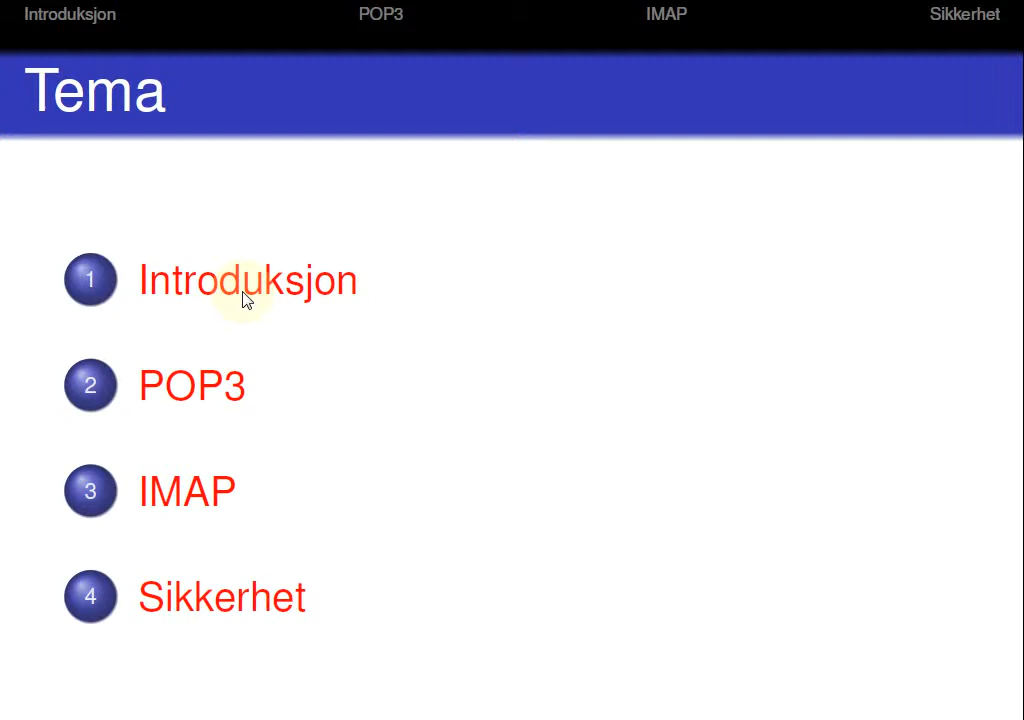 Introduksjon POP3 IMAP Sikkerhet
Tema
1 Introduksjon
2 POP3
3 IMAP
4 Sikkerhet